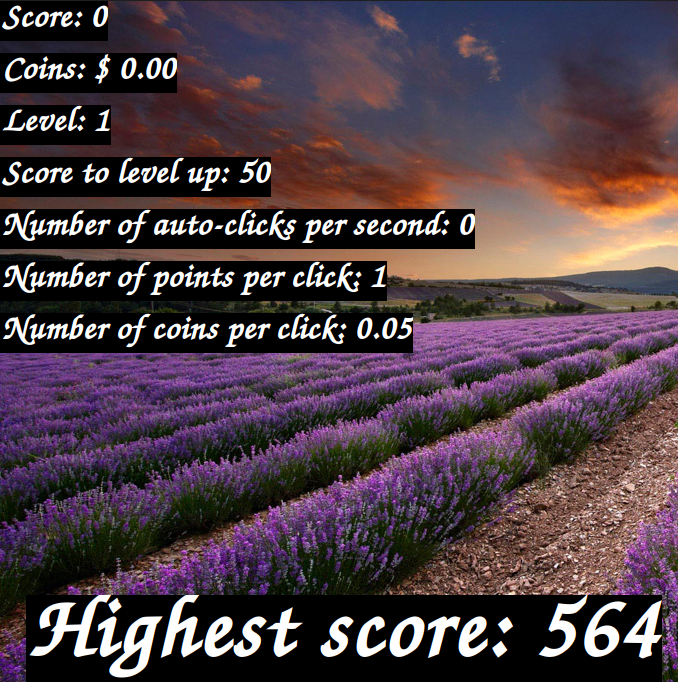 Score: 0
Coins: $ 0.00
Level: 1
Score to level up: 50
Number of auto-clicks per second: 0
Number of points per click: 1
Number of coins per click: 0.05
Highest score: 564